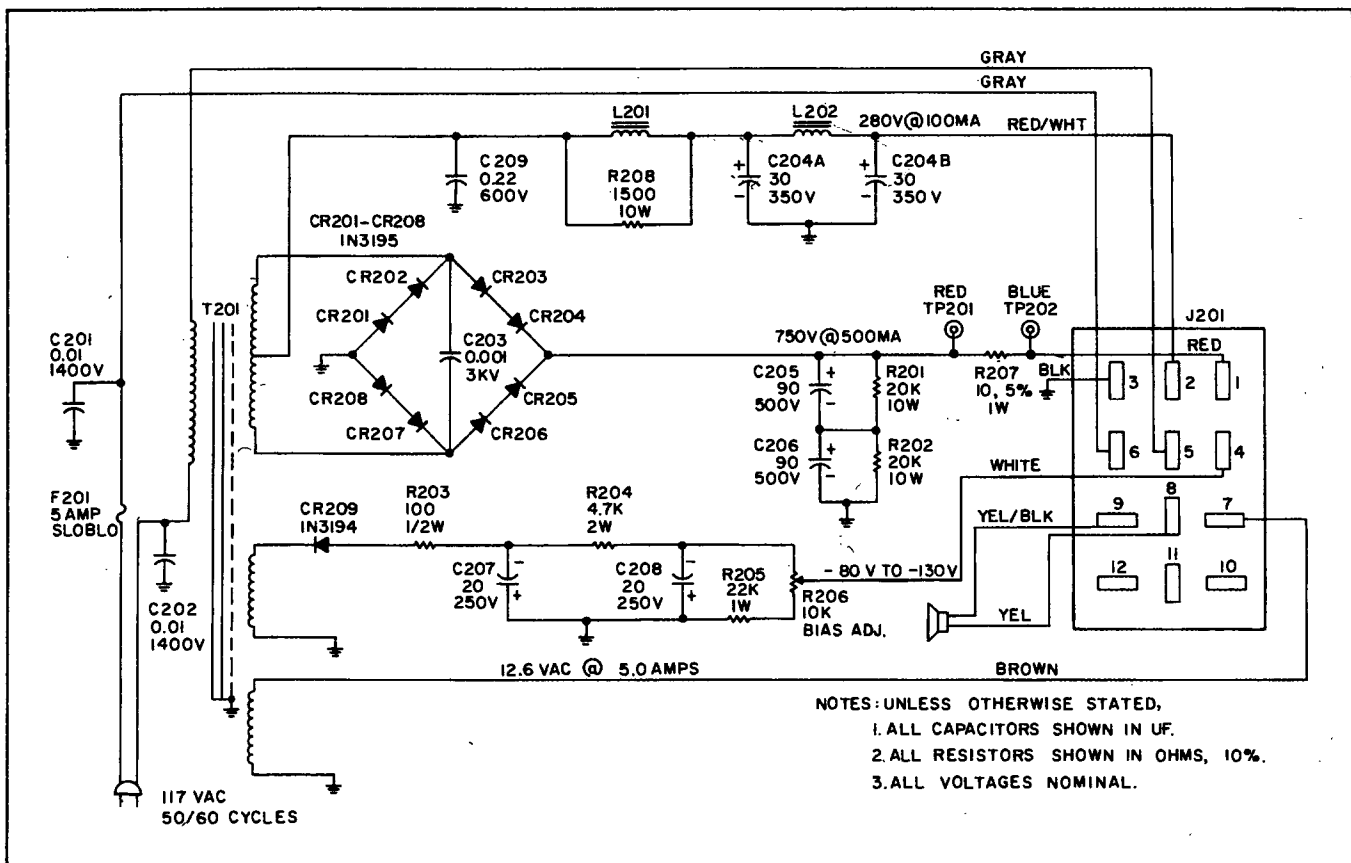 GRAY
GRAY
L201
L202
280V@100MA
RED/WHT
C209
0.22
600V
R208
1500
10W
C204A
30
350V
C204B
30
350V
+
-
+
-
CR201-CR208
1N3195
CR202
CR203
T201
CR201
CR204
C203
0.001
3KV
CR208
CR205
CR207
CR206
C201
0.01
1400V
RED
TP201
BLUE
TP202
J201
750V@500MA
RED
BLK
C205
90
500V
+
-
R201
20K
10W
R207
10, 5%
1W
3
2
1
C206
90
500V
+
-
R202
20K
10W
6
5
4
WHITE
F201
5 AMP
SLOBLO
CR209
1N3194
R203
100
1/2W
R204
4.7K
2W
9
8
7
YEL/BLK
-80 V TO -130V
C207
20
250V
-
+
C208
20
250V
-
+
R205
22K
1W
R206
10K
BIAS ADJ.
12
11
10
YEL
C202
0.01
1400V
12.6 VAC @ 5.0 AMPS
BROWN
NOTES: UNLESS OTHERWISE STATED,
1. ALL CAPACITORS SHOWN IN UF.
2. ALL RESISTORS SHOWN IN OHMS, 10%.
3. ALL VOLTAGES NOMINAL.
117 VAC
50/60 CYCLES